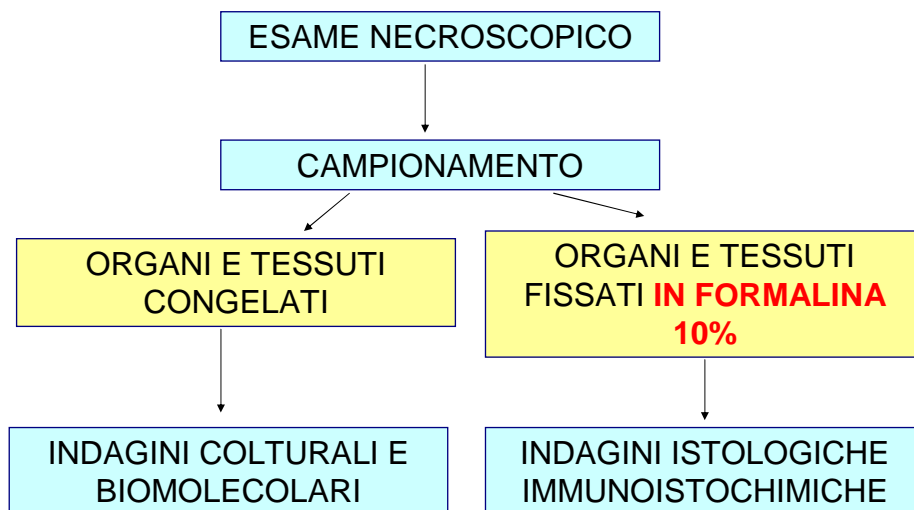 ESAME NECROSCOPICO
CAMPIONAMENTO
ORGANI E TESSUTI
CONGELATI
ORGANI E TESSUTI
FISSATI IN FORMALINA
10%
INDAGINI COLTURALI E
BIOMOLECOLARI
INDAGINI ISTOLOGICHE
IMMUNOISTOCHIMICHE